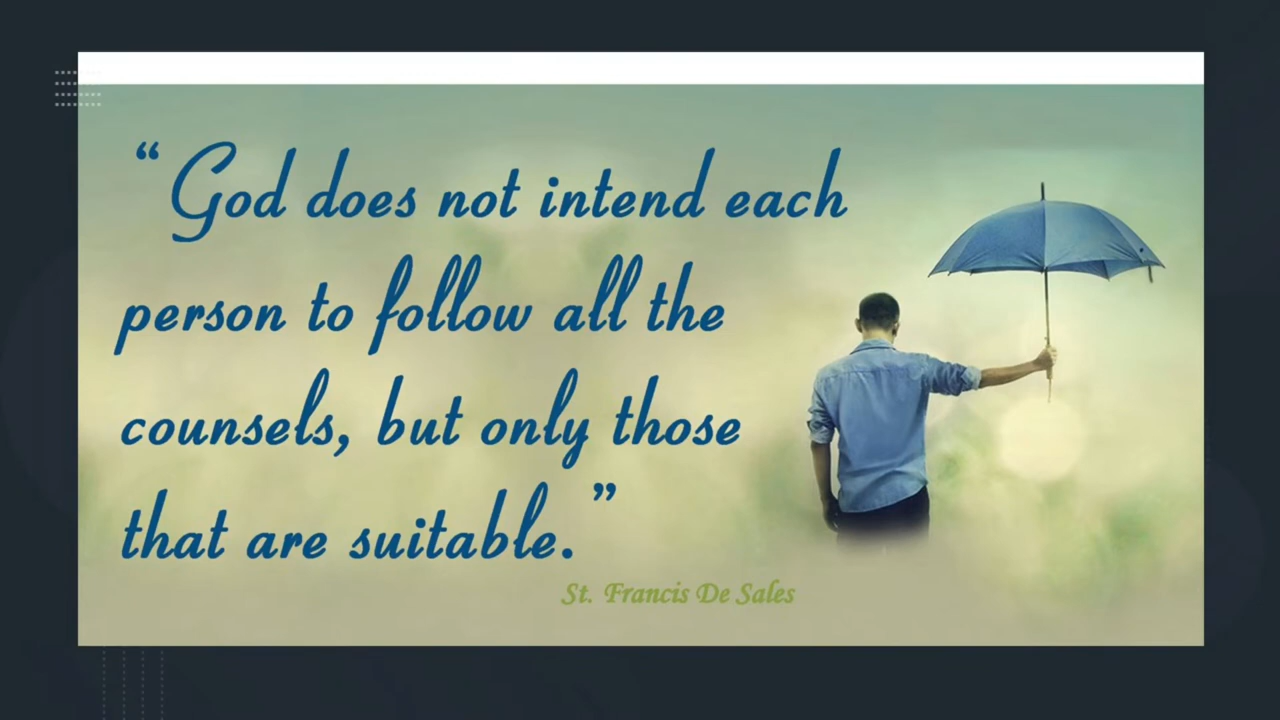 “God does not intend each
person to follow all the
counsels, but only those
that are suitable.”
St. Francis De Sales